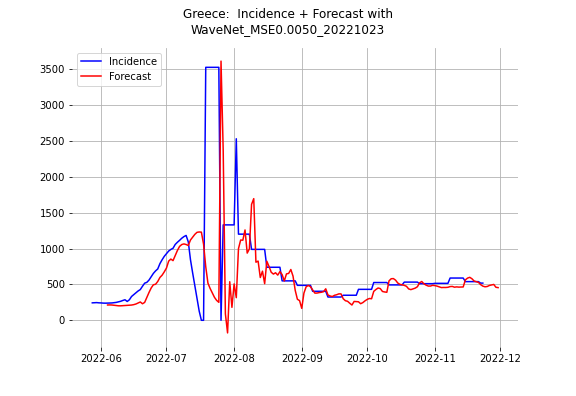 Greece:  Incidence + Forecast with
WaveNet_MSE0.0050_20221023
Incidence
Forecast
3500
3000
2500
2000
1500
1000
500
0
2022-06 2022-07 2022-08 2022-09 2022-10 2022-11 2022-12